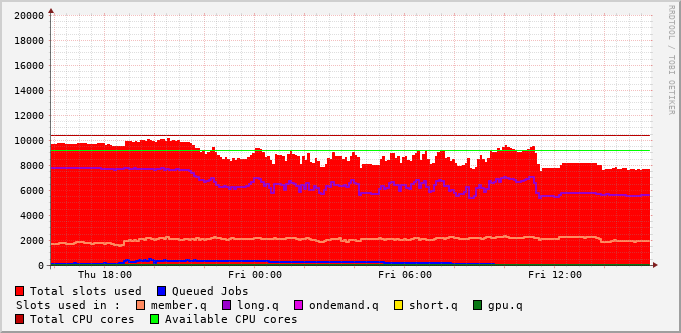 20000
18000
16000
14000
12000
10000
8000
6000
4000
2000
0
Thu 18:00 Fri 00:00 Fri 06:00 Fri 12:00
RRDTOOL / TOBI OETIKER
Total slots used Queued Jobs
Slots used in : member.q long.q ondemand.q short.q gpu.q
Total CPU cores Available CPU cores